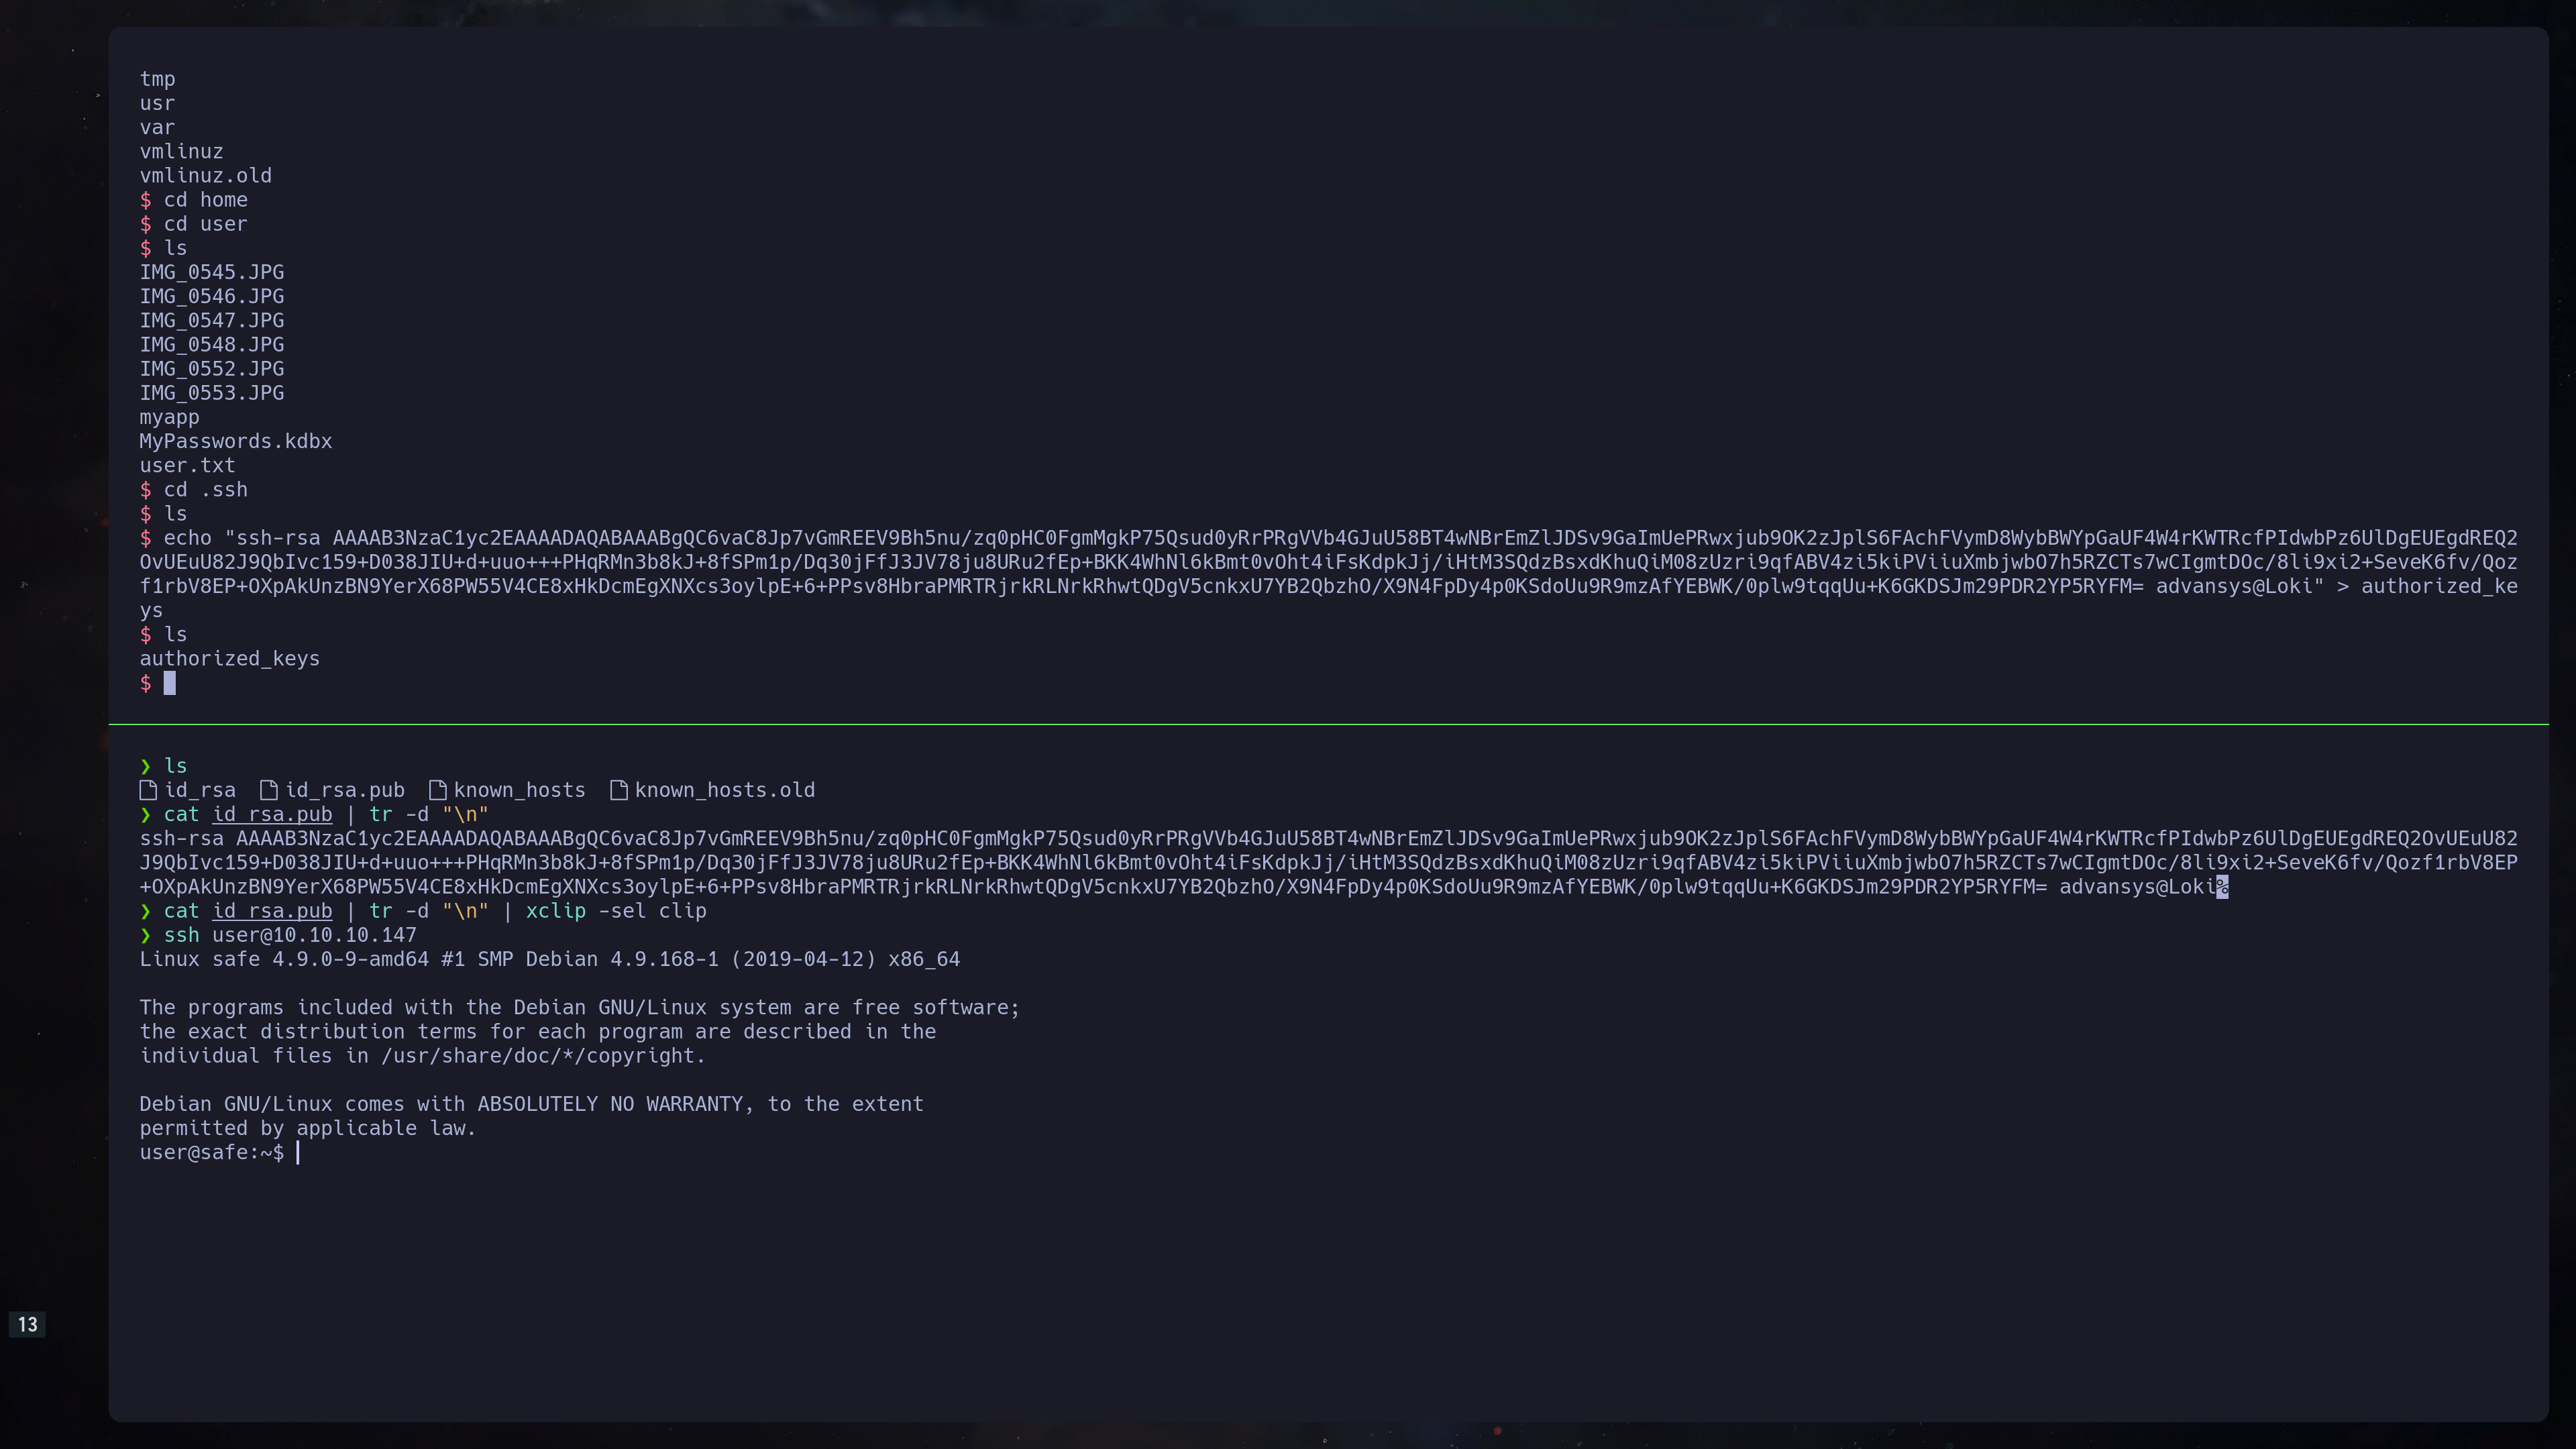 tmp
usr
var
vmlinuz
vmlinuz.old
$ cd home
$ cd user
$ ls
IMG_0545.JPG
IMG_0546.JPG
IMG_0547.JPG
IMG_0548.JPG
IMG_0552.JPG
IMG_0553.JPG
myapp
MyPasswords.kdbx
user.txt
$ cd .ssh
$ ls
$ echo "ssh-rsa AAAAB3NzaC1yc2EAAAADAQABAAABgQC6vaC8Jp7vGmREEV9Bh5nu/zq0pHC0FgmMgkP75Qsud0yRrPRgVVb4GJuU58BT4wNBrEmZlJDSv9GaImUePRwxjub9OK2zJplS6FAchFVymD8WybBWYpGaUF4W4rKWTRcfPIdwbPz6UlDgEUEgdREQ2
OvUEuU82J9QbIvc159+D038JIU+d+uuo+++PHqRMn3b8kJ+8fSPm1p/Dq30jFfJ3JV78ju8URu2fEp+BKK4WhNl6kBmt0vOht4iFsKdpkJj/iHtM3SQdzBsxdKhuQiM08zUzri9qfABV4zi5kiPViiuXmbjwbO7h5RZCTs7wCIgmtDOc/8li9xi2+SeveK6fv/Qoz
f1rbV8EP+OXpAkUnzBN9YerX68PW55V4CE8xHkDcmEgXNXcs3oylpE+6+PPsv8HbraPMRTRjrkRLNrkRhwtQDgV5cnkxU7YB2QbzhO/X9N4FpDy4p0KSdoUu9R9mzAfYEBWK/0plw9tqqUu+K6GKDSJm29PDR2YP5RYFM= advansys@Loki" > authorized_ke
ys
$ ls
authorized_keys
$
❯ ls
id_rsa id_rsa.pub known_hosts known_hosts.old
❯ cat id_rsa.pub | tr -d "\n"
ssh-rsa AAAAB3NzaC1yc2EAAAADAQABAAABgQC6vaC8Jp7vGmREEV9Bh5nu/zq0pHC0FgmMgkP75Qsud0yRrPRgVVb4GJuU58BT4wNBrEmZlJDSv9GaImUePRwxjub9OK2zJplS6FAchFVymD8WybBWYpGaUF4W4rKWTRcfPIdwbPz6UlDgEUEgdREQ2OvUEuU82
J9QbIvc159+D038JIU+d+uuo+++PHqRMn3b8kJ+8fSPm1p/Dq30jFfJ3JV78ju8URu2fEp+BKK4WhNl6kBmt0vOht4iFsKdpkJj/iHtM3SQdzBsxdKhuQiM08zUzri9qfABV4zi5kiPViiuXmbjwbO7h5RZCTs7wCIgmtDOc/8li9xi2+SeveK6fv/Qozf1rbV8EP
+OXpAkUnzBN9YerX68PW55V4CE8xHkDcmEgXNXcs3oylpE+6+PPsv8HbraPMRTRjrkRLNrkRhwtQDgV5cnkxU7YB2QbzhO/X9N4FpDy4p0KSdoUu9R9mzAfYEBWK/0plw9tqqUu+K6GKDSJm29PDR2YP5RYFM= advansys@Loki%
❯ cat id_rsa.pub | tr -d "\n" | xclip -sel clip
❯ ssh user@10.10.10.147
Linux safe 4.9.0-9-amd64 #1 SMP Debian 4.9.168-1 (2019-04-12) x86_64
The programs included with the Debian GNU/Linux system are free software;
the exact distribution terms for each program are described in the
individual files in /usr/share/doc/*/copyright.
Debian GNU/Linux comes with ABSOLUTELY NO WARRANTY, to the extent
permitted by applicable law.
user@safe:~$
13